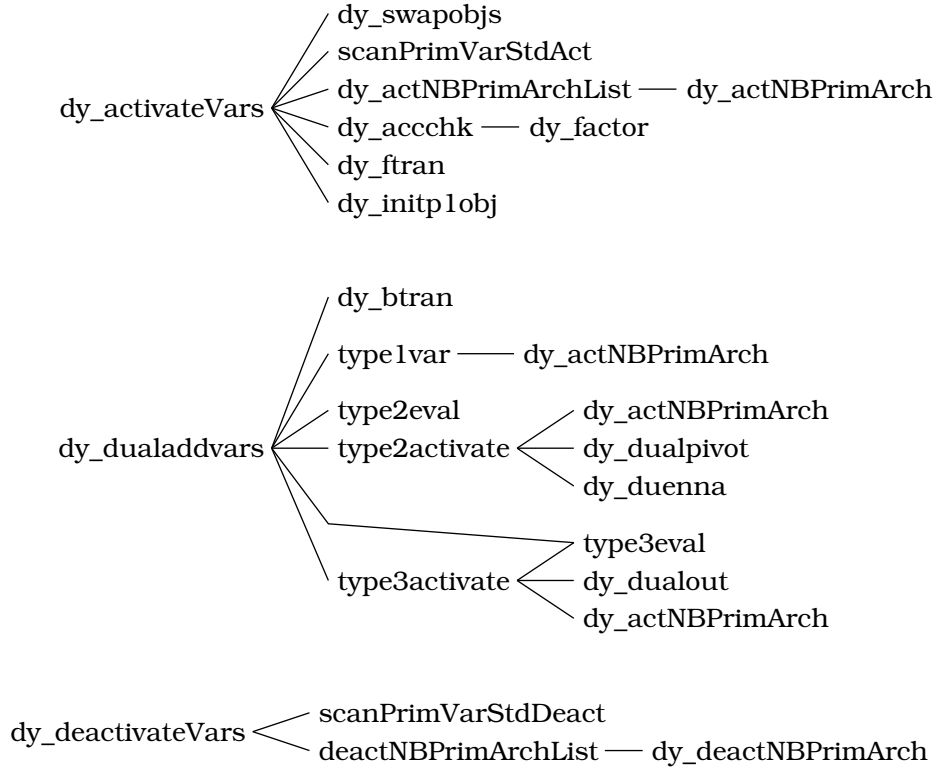 dy_swapobjs
scanPrimVarStdAct
dy_activateVars dy_actNBPrimArchList dy_actNBPrimArch
dy_accchk dy_factor
dy_ftran
dy_initp1obj
dy_btran
type1var dy_actNBPrimArch
type2eval dy_actNBPrimArch
dy_dualaddvars type2activate dy_dualpivot
dy_duenna
type3eval
type3activate dy_dualout
dy_actNBPrimArch
scanPrimVarStdDeact
dy_deactivateVars
deactNBPrimArchList dy_deactNBPrimArch